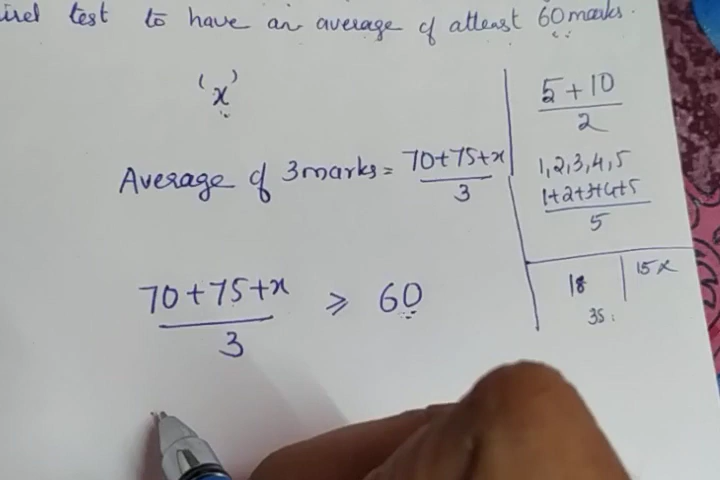 test to have an average of atleast 60 marks.
'x'
Average of 3 marks = 70+75+x / 3
70+75+x / 3 ≥ 60
5+10 / 2
1,2,3,4,5
1+2+3+4+5 / 5
18 | 15 x
35